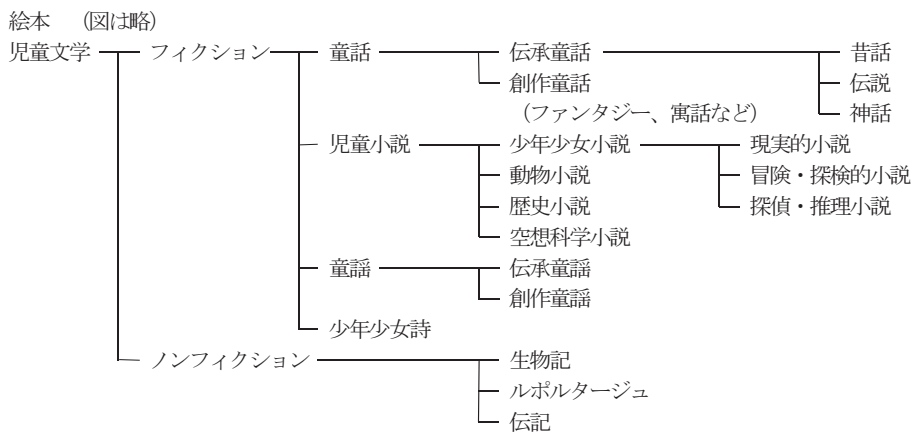 絵本 (図は略)
児童文学 フィクション 童話 伝承童話 昔話
創作童話 伝説
(ファンタジー、寓話など) 神話
児童小説 少年少女小説 現実的小説
動物小説 冒険・探検的小説
歴史小説 探偵・推理小説
空想科学小説
童謡 伝承童謡
創作童謡
少年少女詩
ノンフィクション 生物記
ルポルタージュ
伝記